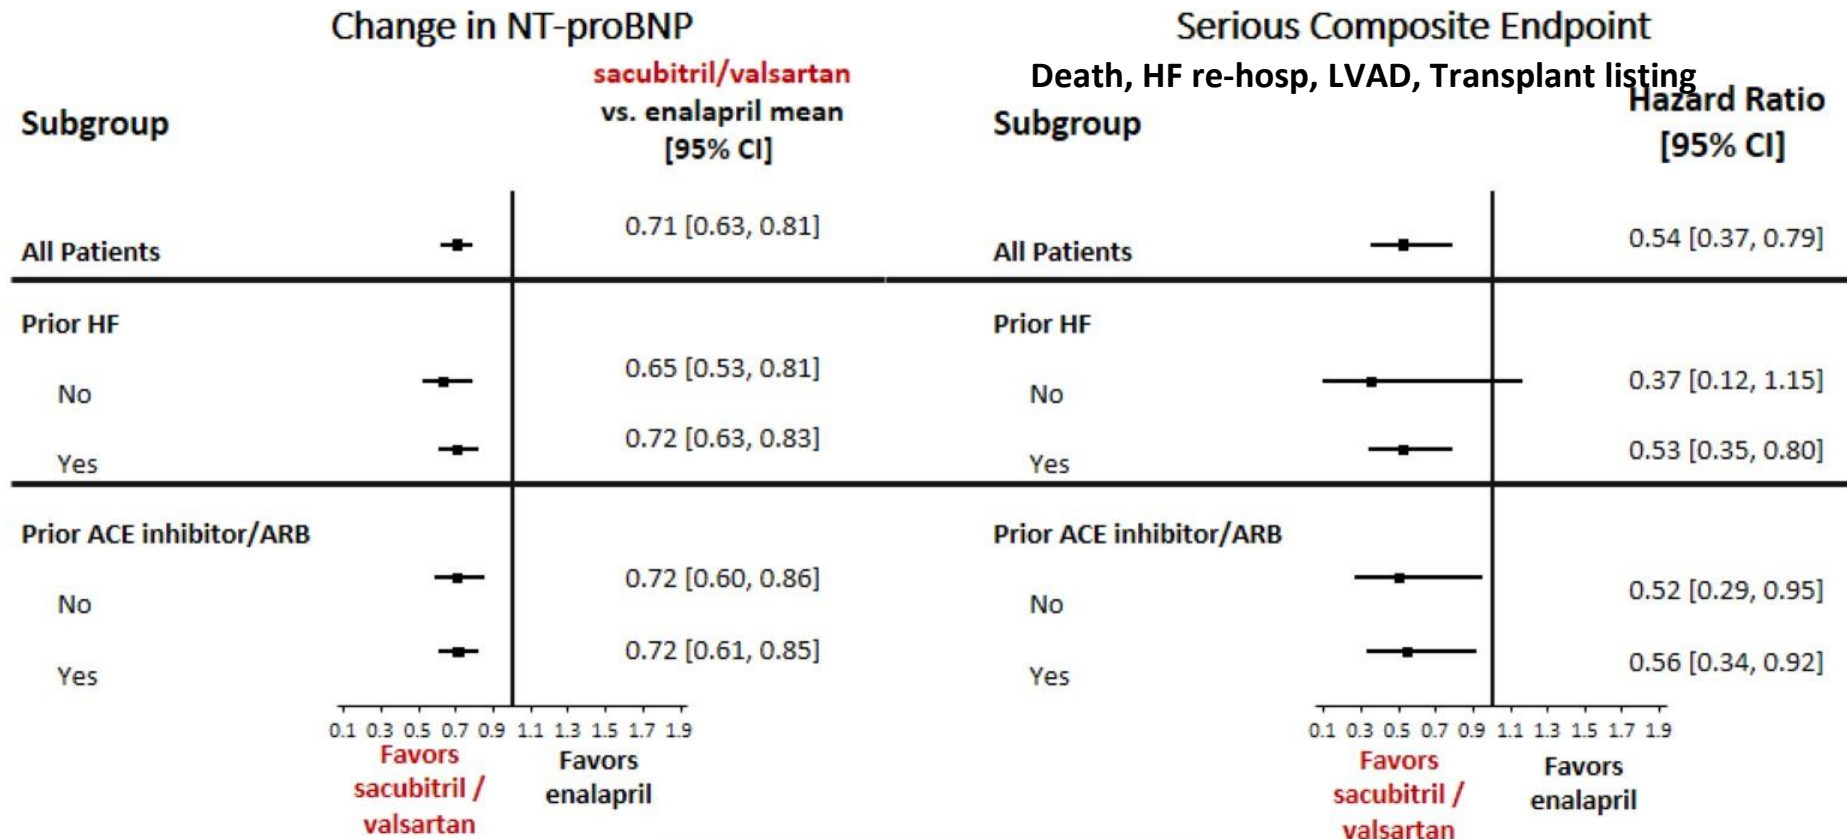 Change in NT-proBNP
Subgroup
sacubitril/valsartan
vs. enalapril mean
[95% CI]
All Patients
0.71 [0.63, 0.81]
Prior HF
No
0.65 [0.53, 0.81]
Yes
0.72 [0.63, 0.83]
Prior ACE inhibitor/ARB
No
0.72 [0.60, 0.86]
Yes
0.72 [0.61, 0.85]
0.1 0.3 0.5 0.7 0.9 1.1 1.3 1.5 1.7 1.9
Favors
sacubitril /
valsartan
Favors
enalapril
Serious Composite Endpoint
Death, HF re-hosp, LVAD, Transplant listing
Subgroup
Hazard Ratio
[95% CI]
All Patients
0.54 [0.37, 0.79]
Prior HF
No
0.37 [0.12, 1.15]
Yes
0.53 [0.35, 0.80]
Prior ACE inhibitor/ARB
No
0.52 [0.29, 0.95]
Yes
0.56 [0.34, 0.92]
0.1 0.3 0.5 0.7 0.9 1.1 1.3 1.5 1.7 1.9
Favors
sacubitril /
valsartan
Favors
enalapril